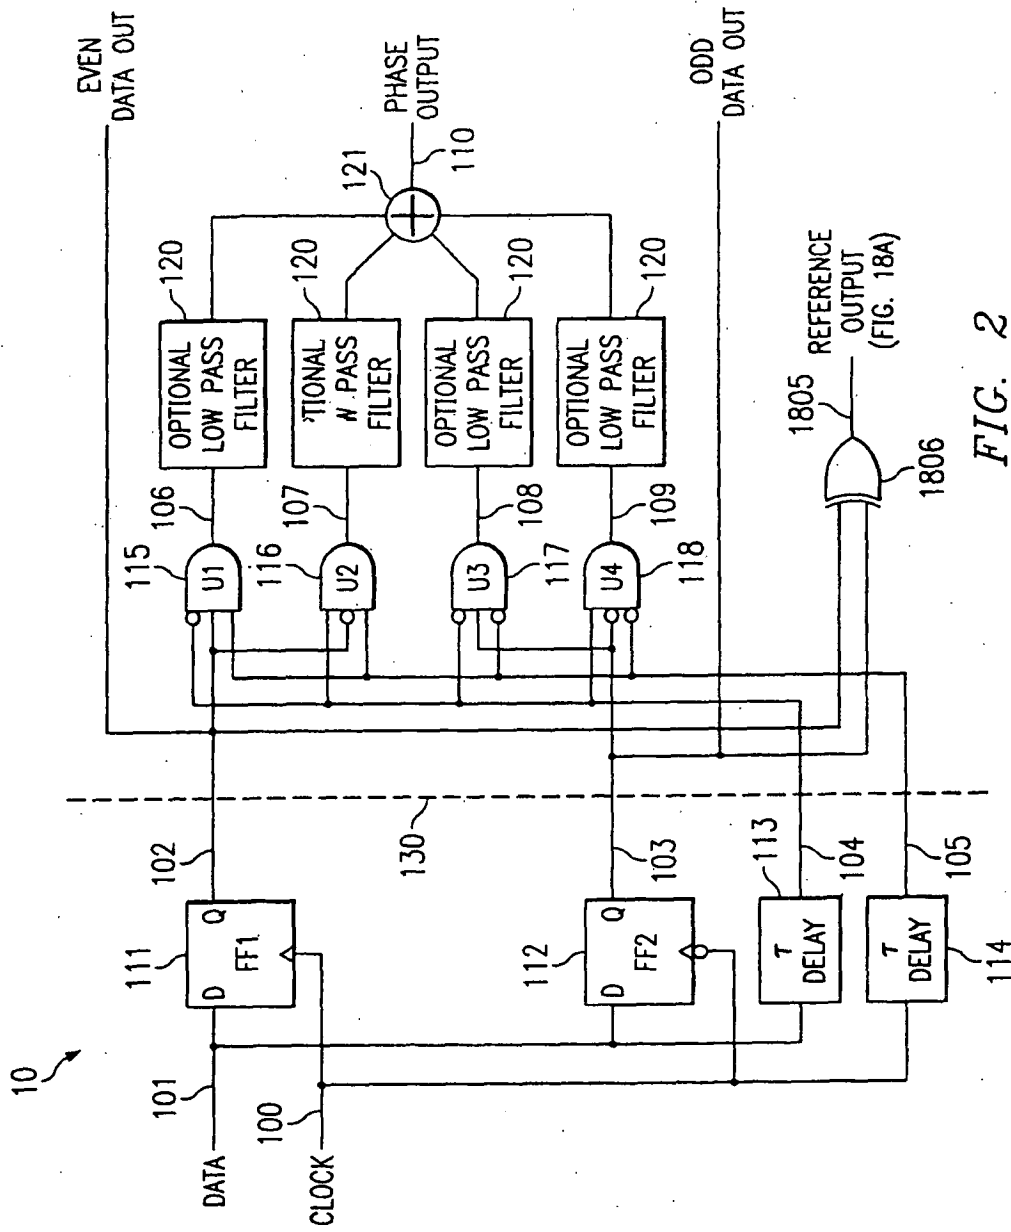 10
DATA
101
CLOCK
100
111
D
Q
FF1
112
D
Q
FF2
113
τ
DELAY
τ
DELAY
114
102
103
104
105
130
115
U1
116
U2
U3
117
U4
118
106
107
108
109
OPTIONAL
LOW PASS
FILTER
120
'TIONAL
N PASS
FILTER
120
OPTIONAL
LOW PASS
FILTER
120
OPTIONAL
LOW PASS
FILTER
120
121
110
EVEN
DATA OUT
PHASE
OUTPUT
ODD
DATA OUT
1805
1806
REFERENCE
OUTPUT
(FIG. 18A)
FIG. 2